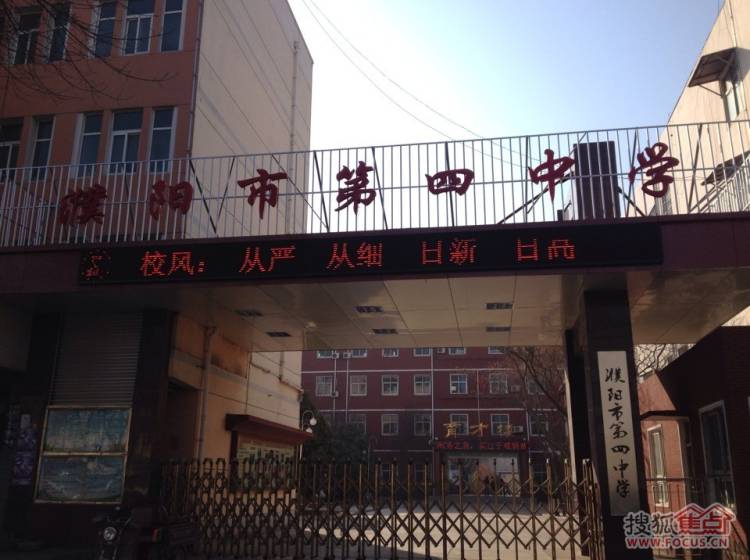 濮阳市第四中学
校风： 从严 从细 日新 日高
育才楼
濮阳市第四中学
搜狐焦点
WWW.FOCUS.CN